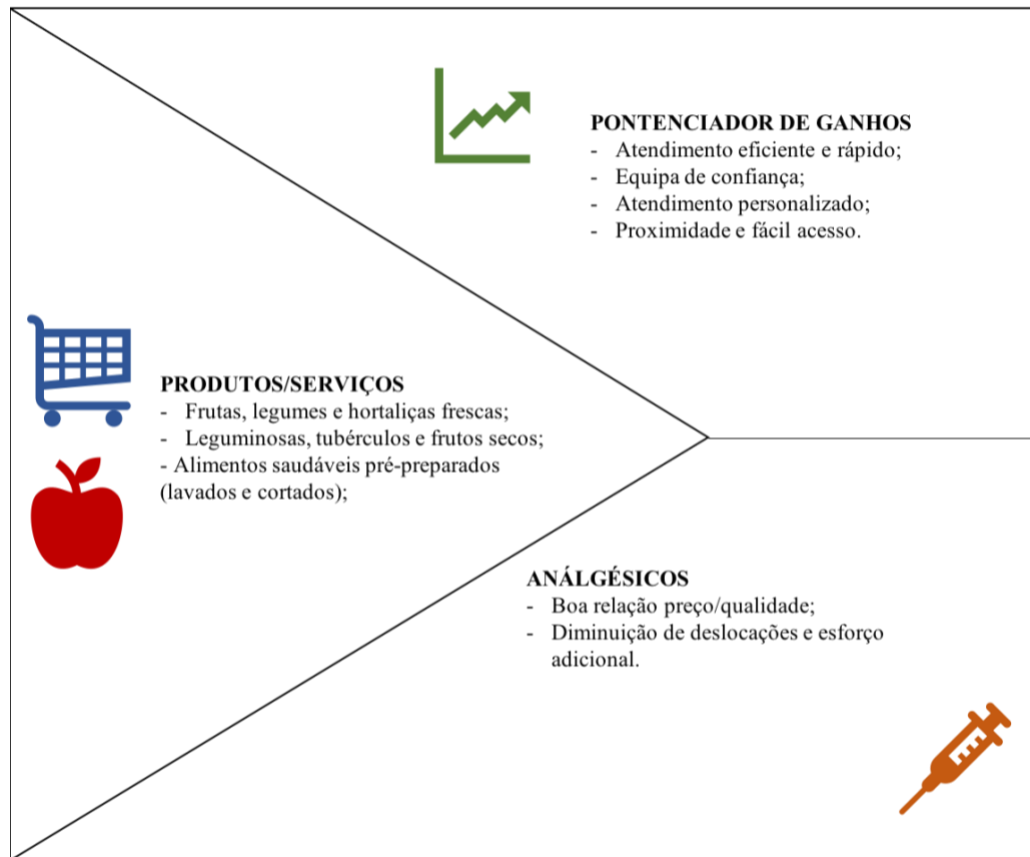 PONTENCIADOR DE GANHOS
- Atendimento eficiente e rápido;
- Equipa de confiança;
- Atendimento personalizado;
- Proximidade e fácil acesso.
PRODUTOS/SERVIÇOS
- Frutas, legumes e hortaliças frescas;
- Leguminosas, tubérculos e frutos secos;
- Alimentos saudáveis pré-preparados
(lavados e cortados);
ANÁLGÉSICOS
- Boa relação preço/qualidade;
- Diminuição de deslocações e esforço
adicional.